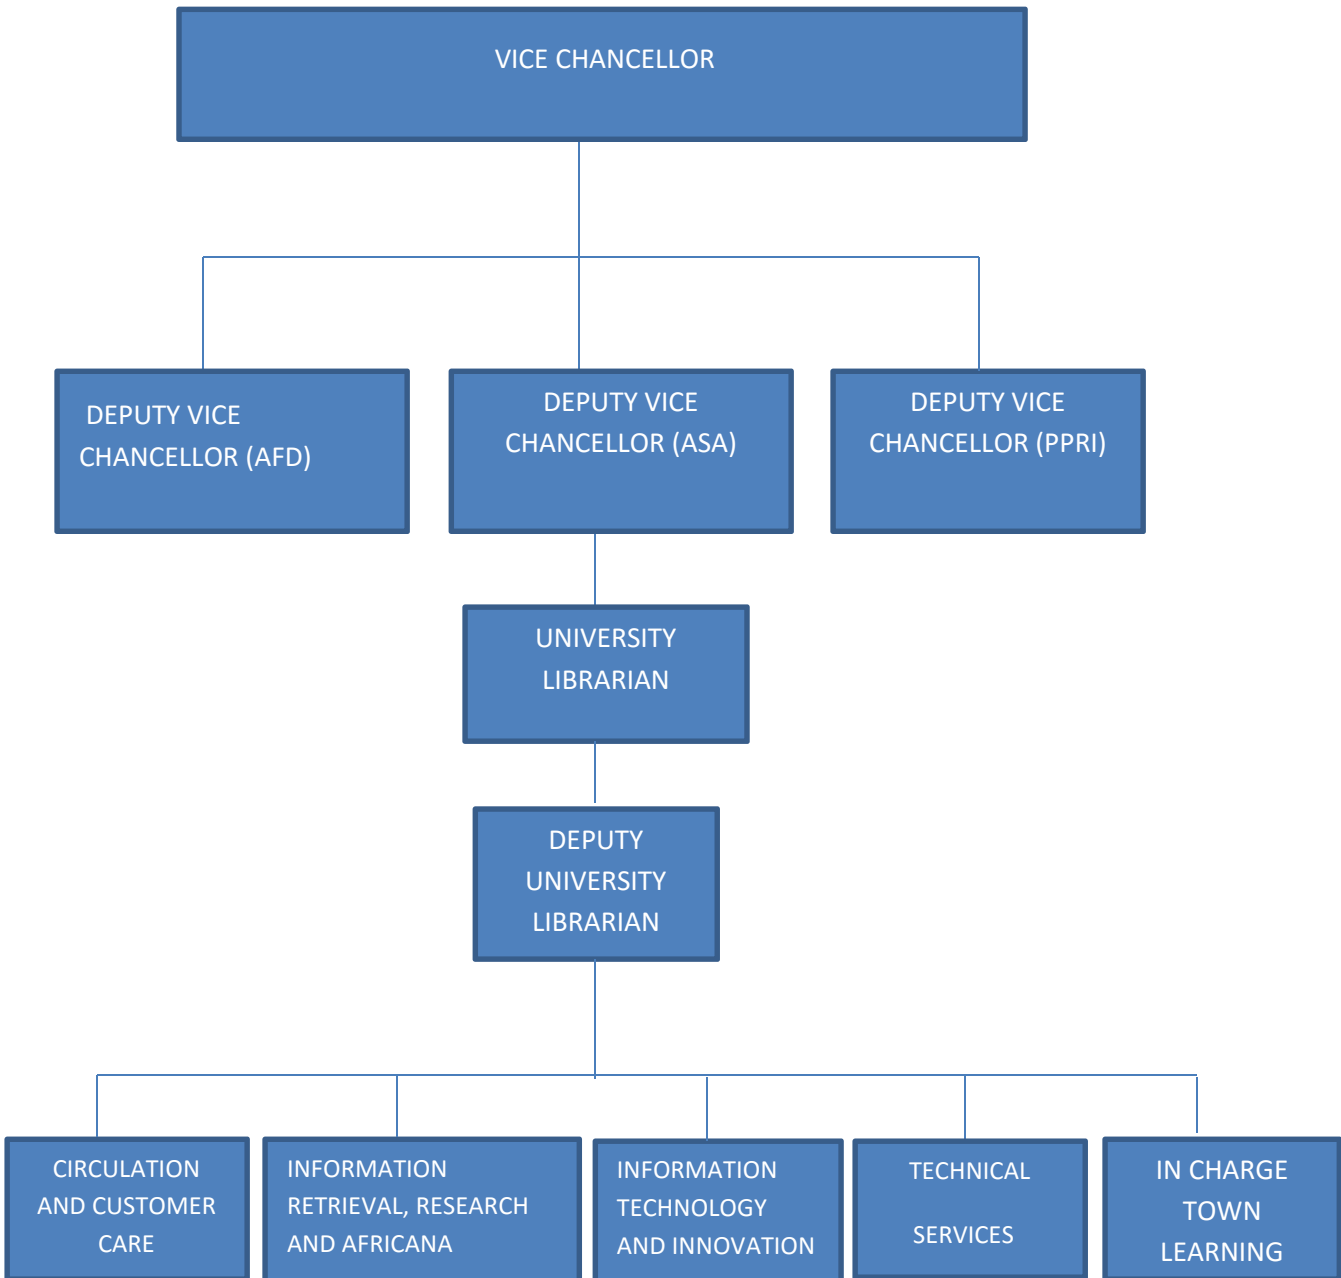 VICE CHANCELLOR
DEPUTY VICE
CHANCELLOR (AFD)
DEPUTY VICE
CHANCELLOR (ASA)
DEPUTY VICE
CHANCELLOR (PPRI)
UNIVERSITY
LIBRARIAN
DEPUTY
UNIVERSITY
LIBRARIAN
CIRCULATION
AND CUSTOMER
CARE
INFORMATION
RETRIEVAL, RESEARCH
AND AFRICANA
INFORMATION
TECHNOLOGY
AND INNOVATION
TECHNICAL
SERVICES
IN CHARGE
TOWN
LEARNING